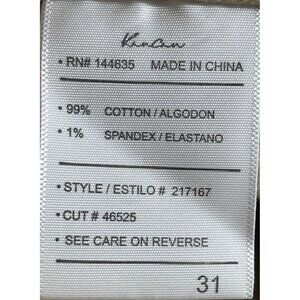 KanCan
• RN# 144635 MADE IN CHINA
• 99% COTTON / ALGODON
• 1% SPANDEX / ELASTANO
• STYLE / ESTILO # 217167
• CUT # 46525
• SEE CARE ON REVERSE
31